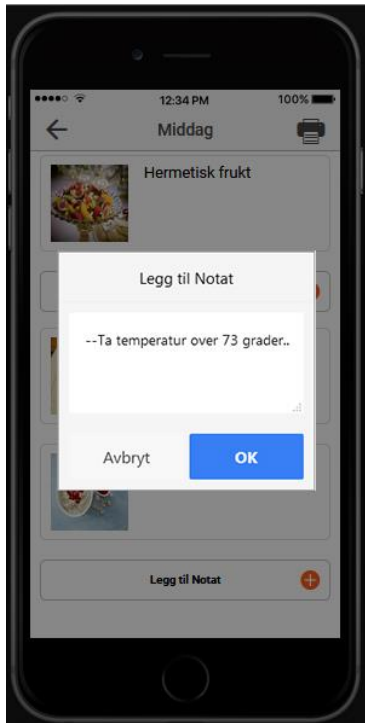 12:34 PM
100%
Middag
Hermetisk frukt
Legg til Notat
--Ta temperatur over 73 grader..
Avbryt
OK
Legg til Notat